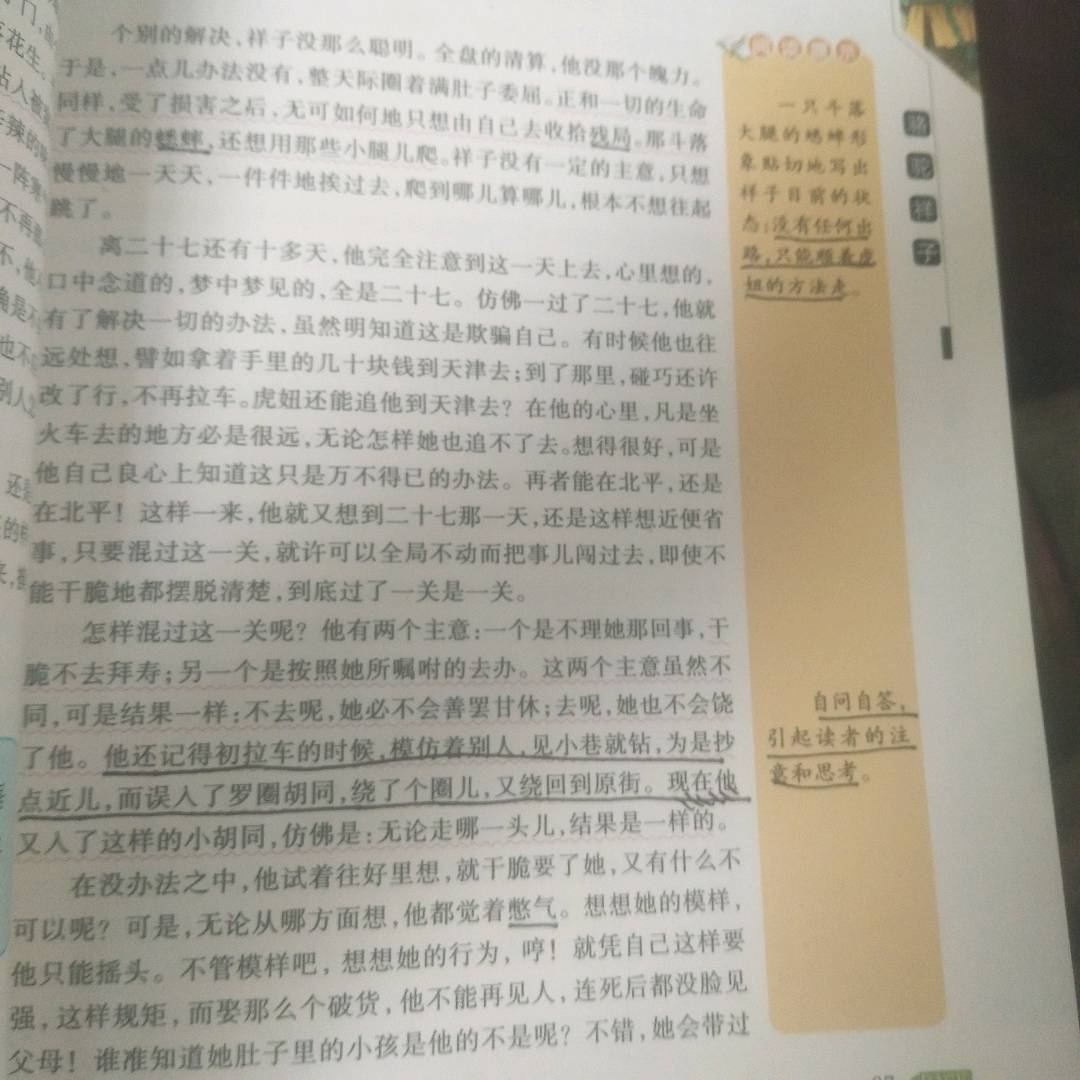 个别的解决，祥子没那么聪明。全盘的清算，他没那个魄力。
于是，一点儿办法没有，整天际圈着满肚子委屈。正和一切的生命
同样，受了损害之后，无可如何地只想由自己去收拾残局。那斗落
了大腿的蟋蟀，还想用那些小腿儿爬。祥子没有一定的主意，只想
慢慢地一天天，一件件地挨过去，爬到哪儿算哪儿，根本不想往起
跳了。
离二十七还有十多天，他完全注意到这一天上去，心里想的，
口中念道的，梦中梦见的，全是二十七。仿佛一过了二十七，他就
有了解决一切的办法，虽然明知道这是欺骗自己。有时候他也往
远处想，譬如拿着手里的几十块钱到天津去；到了那里，碰巧还许
改了行，不再拉车。虎妞还能追他到天津去？在他的心里，凡是坐
火车去的地方必是很远，无论怎样她也追不了去。想得很好，可是
他自己良心上知道这只是万不得已的办法。再者能在北平，还是
在北平！这样一来，他就又想到二十七那一天，还是这样想近便省
事，只要混过这一关，就许可以全局不动而把事儿闯过去，即使不
能干脆地都摆脱清楚，到底过了一关是一关。
怎样混过这一关呢？他有两个主意：一个是不理她那回事，干
脆不去拜寿；另一个是按照她所嘱咐的去办。这两个主意虽然不
同，可是结果一样：不去呢，她必不会善罢甘休；去呢，她也不会饶
了他。他还记得初拉车的时候，模仿着别人，见小巷就钻，为是抄
点近儿，而误入了罗圈胡同，绕了个圈儿，又绕回到原街。现在他
又入了这样的小胡同，仿佛是：无论走哪一头儿，结果是一样的。
在没办法之中，他试着往好里想，就干脆要了她，又有什么不
可以呢？可是，无论从哪方面想，他都觉着憋气。想想她的模样，
他只能摇头。不管模样吧，想想她的行为，哼！就凭自己这样要
强，这样规矩，而娶那么个破货，他不能再见人，连死后都没脸见
父母！谁准知道她肚子里的小孩是他的不是呢？不错，她会带过
阅读提示
一只斗落
大腿的蟋蟀形
象贴切地写出
祥子目前的状
态：没有任何出
路，只能顺着虎
妞的方法走。
自问自答，
引起读者的注
意和思考。
骆
驼
祥
子